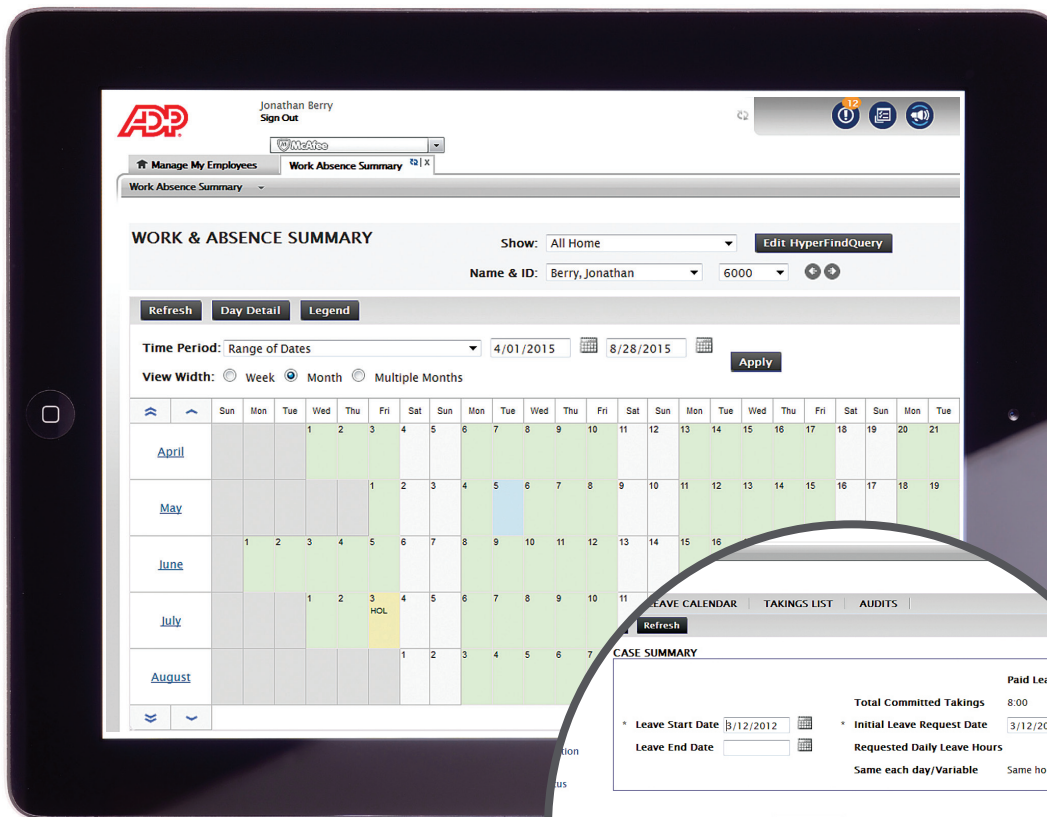 ADP
Jonathan Berry
Sign Out
12
McAfee
Manage My Employees
Work Absence Summary X
Work Absence Summary
WORK & ABSENCE SUMMARY
Show: All Home
Edit HyperFindQuery
Name & ID: Berry, Jonathan 6000
Refresh Day Detail Legend
Time Period: Range of Dates 4/01/2015 8/28/2015
Apply
View Width: Week Month Multiple Months
Sun Mon Tue Wed Thu Fri Sat Sun Mon Tue Wed Thu Fri Sat Sun Mon Tue Wed Thu Fri Sat Sun Mon Tue
1 2 3 4 5 6 7 8 9 10 11 12 13 14 15 16 17 18 19 20 21
April
1 2 3 4 5 6 7 8 9 10 11 12 13 14 15 16 17 18 19
May
1 2 3 4 5 6 7 8 9 10 11 12 13 14 15 16
June
1 2 3 4 5 6 7 8 9 10 11
HOL
July
1 2 3 4 5 6 7
August
LEAVE CALENDAR TAKINGS LIST AUDITS
Refresh
CASE SUMMARY
Paid Lea
Total Committed Takings 8:00
* Leave Start Date 3/12/2012 * Initial Leave Request Date 3/12/20
Leave End Date Requested Daily Leave Hours
Same each day/Variable Same ho
tion
tus